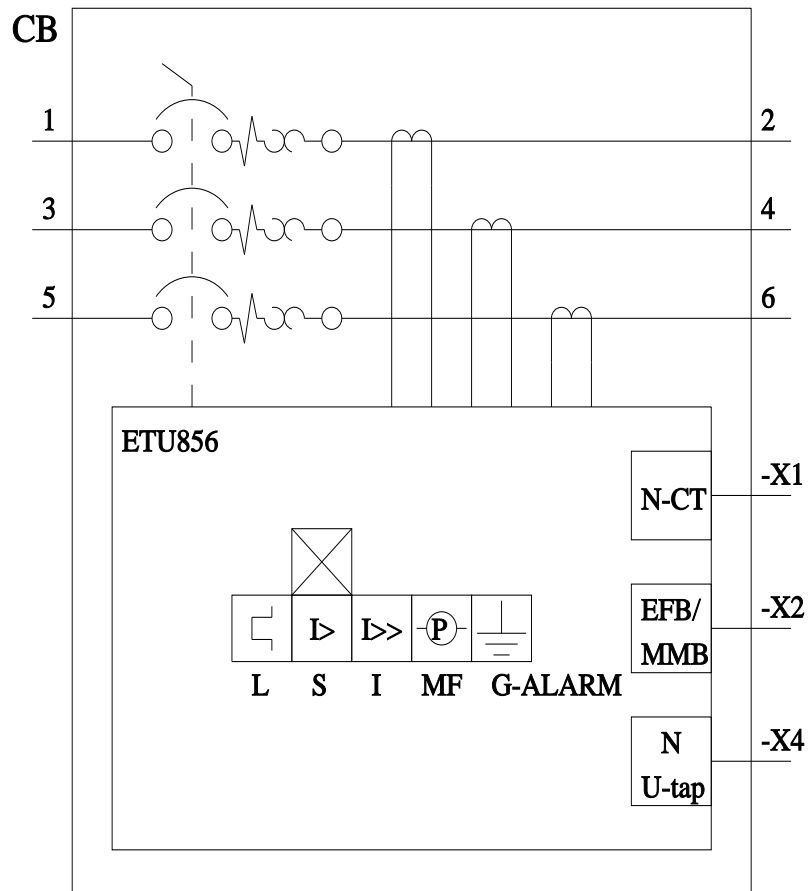 CB
1 2
3 4
5 6
ETU856
N-CT -X1
EFB/ -X2
MMB
I> I>> P
L S I MF G-ALARM
N -X4
U-tap